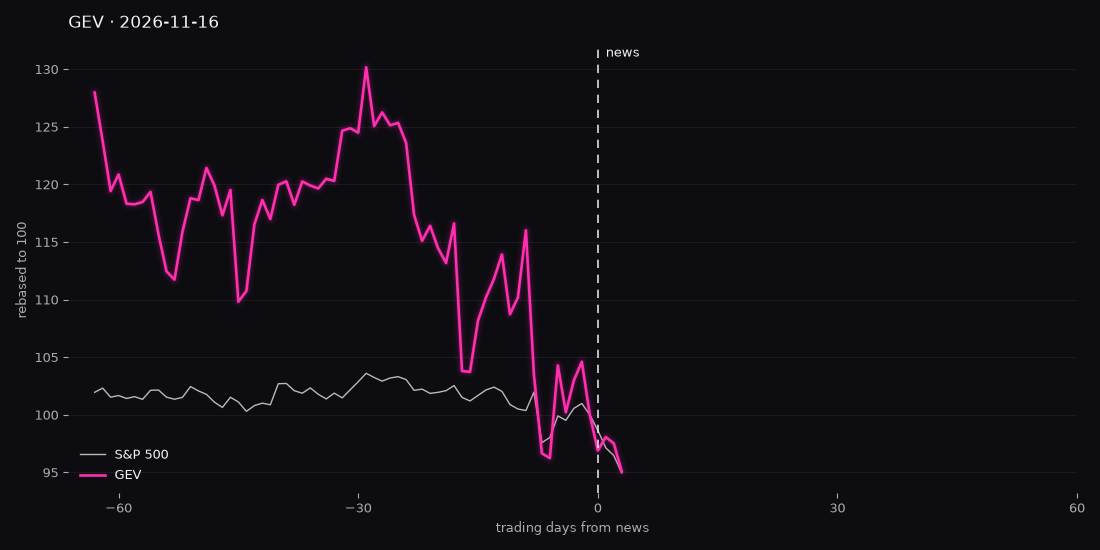 GEV · 2026-11-16
news
130
125
120
115
110
105
100
95
rebased to 100
S&P 500
GEV
−60
−30
0
30
60
trading days from news